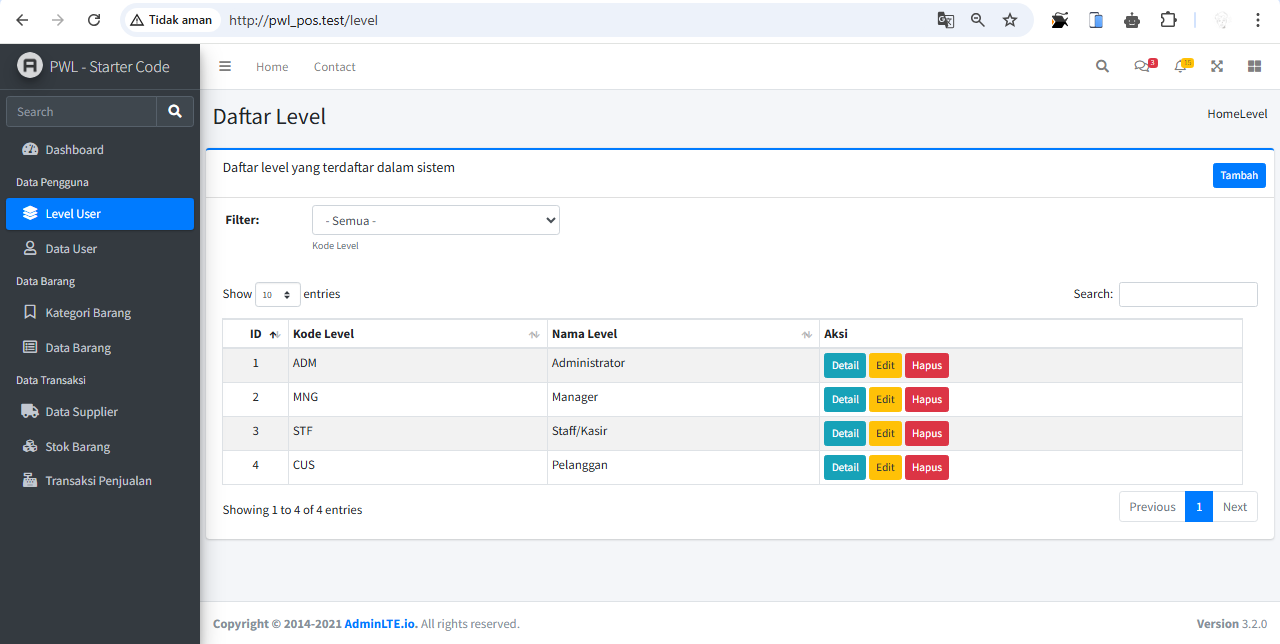 Tidak aman http://pwl_pos.test/level
PWL - Starter Code
Home Contact
3
15
Search
Daftar Level
HomeLevel
Dashboard
Data Pengguna
Level User
Data User
Data Barang
Kategori Barang
Data Barang
Data Transaksi
Data Supplier
Stok Barang
Transaksi Penjualan
Daftar level yang terdaftar dalam sistem
Tambah
Filter: - Semua -
Kode Level
Show 10 entries Search:
ID Kode Level Nama Level Aksi
1 ADM Administrator Detail Edit Hapus
2 MNG Manager Detail Edit Hapus
3 STF Staff/Kasir Detail Edit Hapus
4 CUS Pelanggan Detail Edit Hapus
Showing 1 to 4 of 4 entries Previous 1 Next
Copyright © 2014-2021 AdminLTE.io. All rights reserved. Version 3.2.0